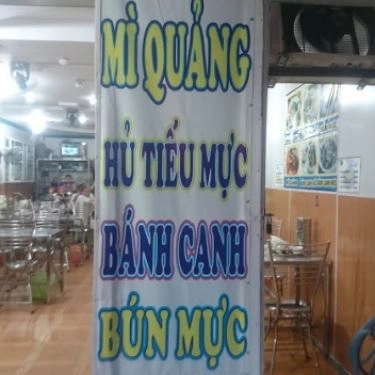 MÌ QUẢNG
HỦ TIẾU MỰC
BÁNH CANH
BÚN MỰC